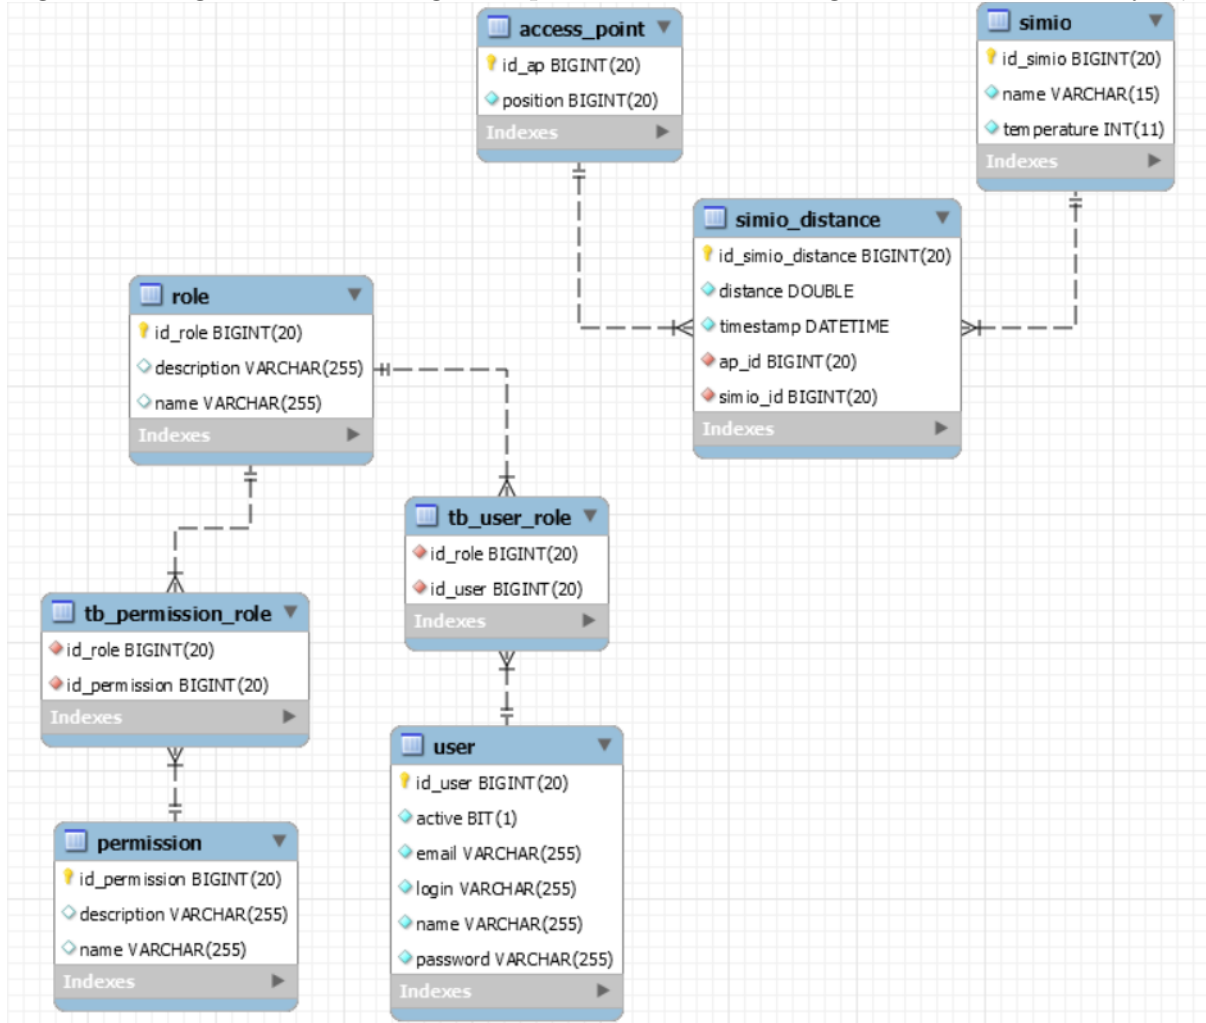 access_point
id_ap BIGINT(20)
position BIGINT(20)
Indexes
simio
id_simio BIGINT(20)
name VARCHAR(15)
temperature INT(11)
Indexes
simio_distance
id_simio_distance BIGINT(20)
distance DOUBLE
timestamp DATETIME
ap_id BIGINT(20)
simio_id BIGINT(20)
Indexes
role
id_role BIGINT(20)
description VARCHAR(255)
name VARCHAR(255)
Indexes
tb_user_role
id_role BIGINT(20)
id_user BIGINT(20)
Indexes
tb_permission_role
id_role BIGINT(20)
id_permission BIGINT(20)
Indexes
user
id_user BIGINT(20)
active BIT(1)
email VARCHAR(255)
login VARCHAR(255)
name VARCHAR(255)
password VARCHAR(255)
Indexes
permission
id_permission BIGINT(20)
description VARCHAR(255)
name VARCHAR(255)
Indexes